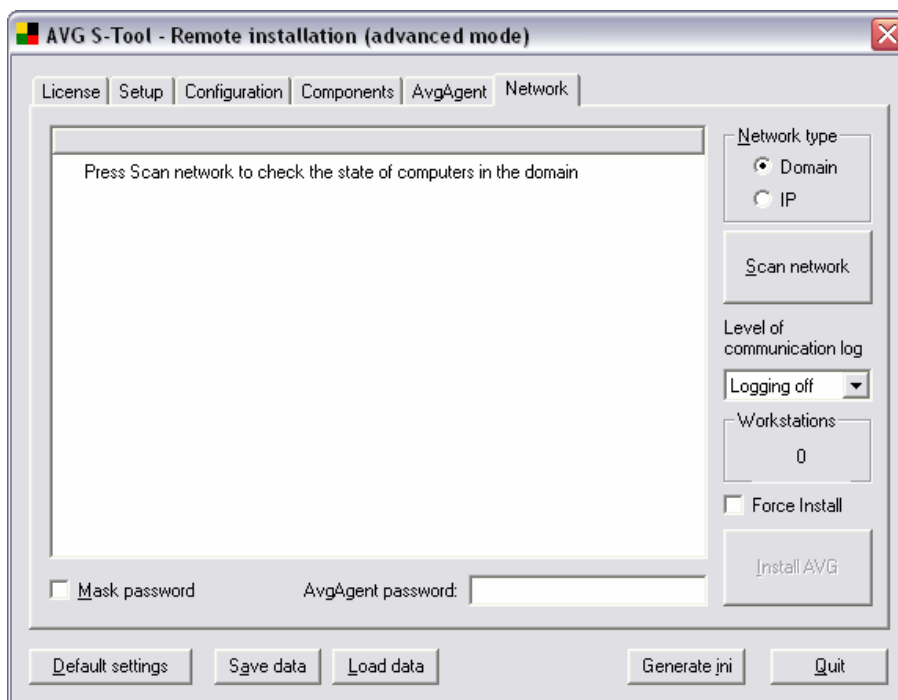 AVG S-Tool - Remote installation (advanced mode)
License Setup Configuration Components AvgAgent Network
Press Scan network to check the state of computers in the domain
Network type
Domain
IP
Scan network
Level of
communication log
Logging off
Workstations
0
Force Install
Install AVG
Mask password AvgAgent password:
Default settings Save data Load data Generate ini Quit